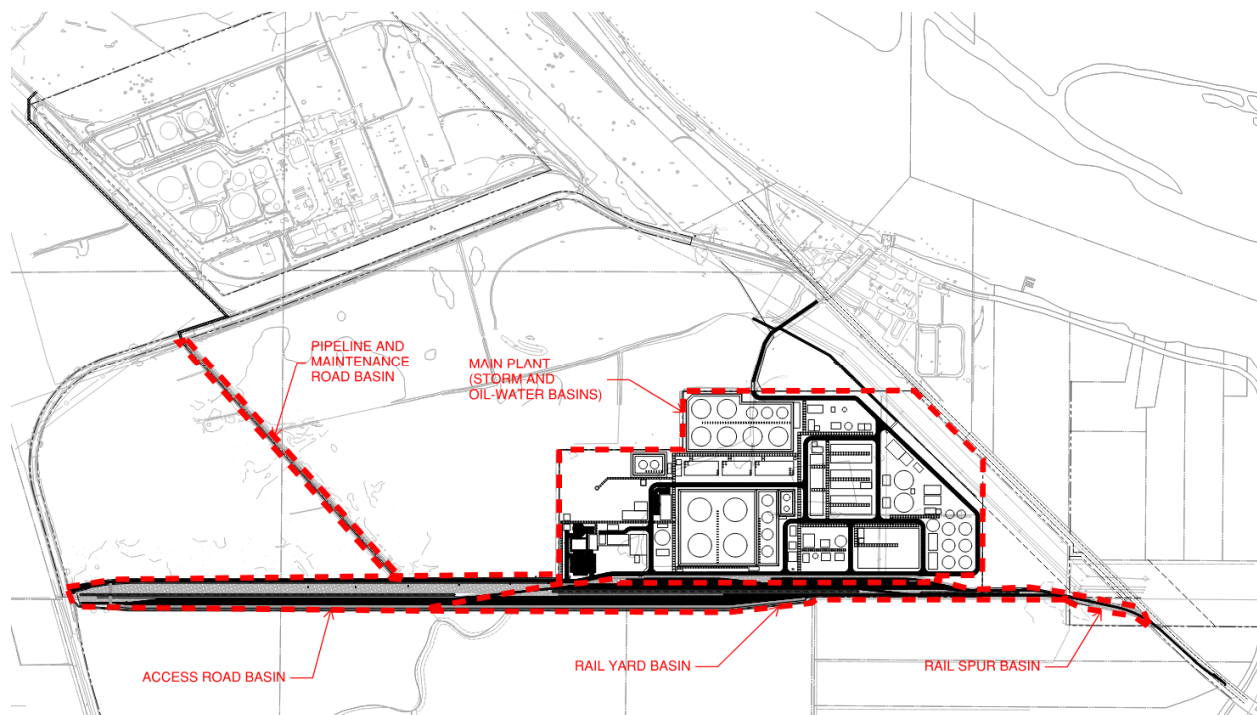 PIPELINE AND
MAINTENANCE
ROAD BASIN
MAIN PLANT
(STORM AND
OIL-WATER BASINS)
ACCESS ROAD BASIN
RAIL YARD BASIN
RAIL SPUR BASIN